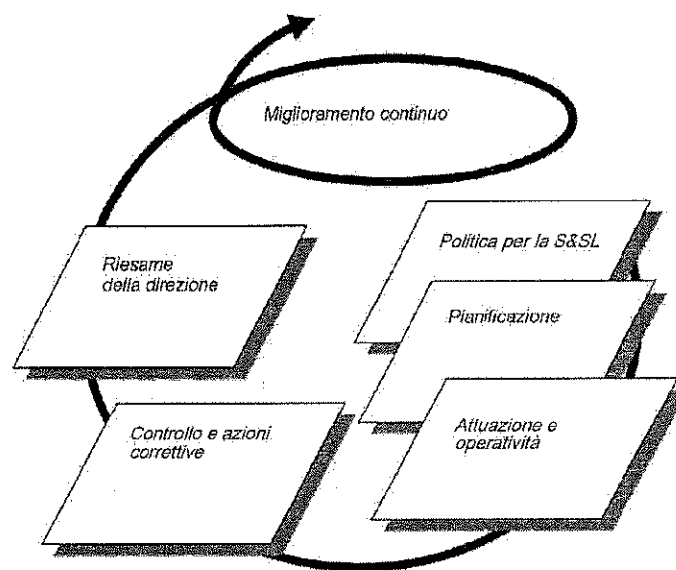 Miglioramento continuo
Politica per la S&SL
Pianificazione
Attuazione e
operatività
Controllo e azioni
correttive
Riesame
della direzione